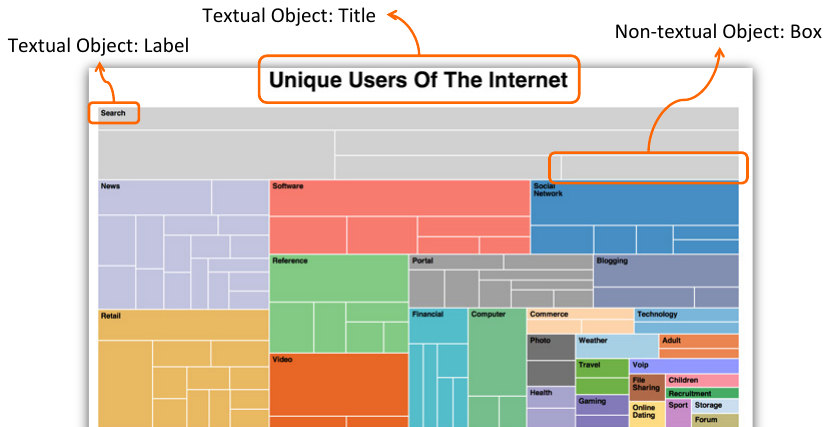 Textual Object: Title
Non-textual Object: Box
Textual Object: Label
Unique Users Of The Internet
Search
News
Software
Social
Network
Reference
Portal
Blogging
Retail
Financial
Computer
Commerce
Technology
Photo
Weather
Adult
Video
Travel
Voip
File
Sharing
Children
Health
Recruitment
Gaming
Online
Dating
Sport
Storage
Forum